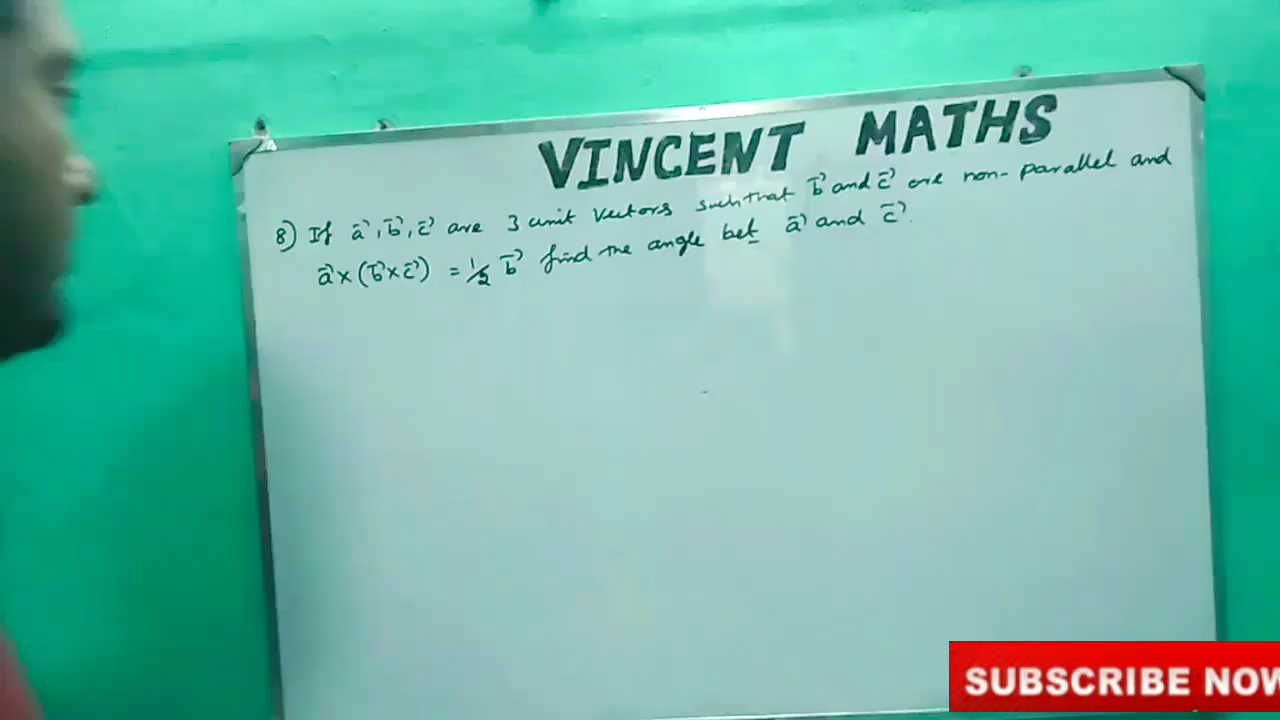 VINCENT MATHS
8) If a⃗, b⃗, c⃗ are 3 unit vectors such that b⃗ and c⃗ are non-parallel and
a⃗ × (b⃗ × c⃗) = 1/2 b⃗ find the angle bet a⃗ and c⃗.
SUBSCRIBE NOW